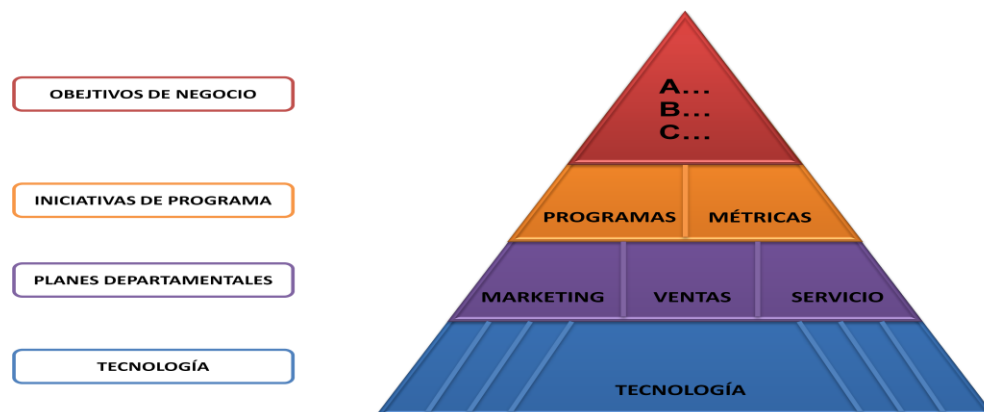 OBEJTIVOS DE NEGOCIO
A...
B...
C...
INICIATIVAS DE PROGRAMA
PROGRAMAS
MÉTRICAS
PLANES DEPARTAMENTALES
MARKETING
VENTAS
SERVICIO
TECNOLOGÍA
TECNOLOGÍA